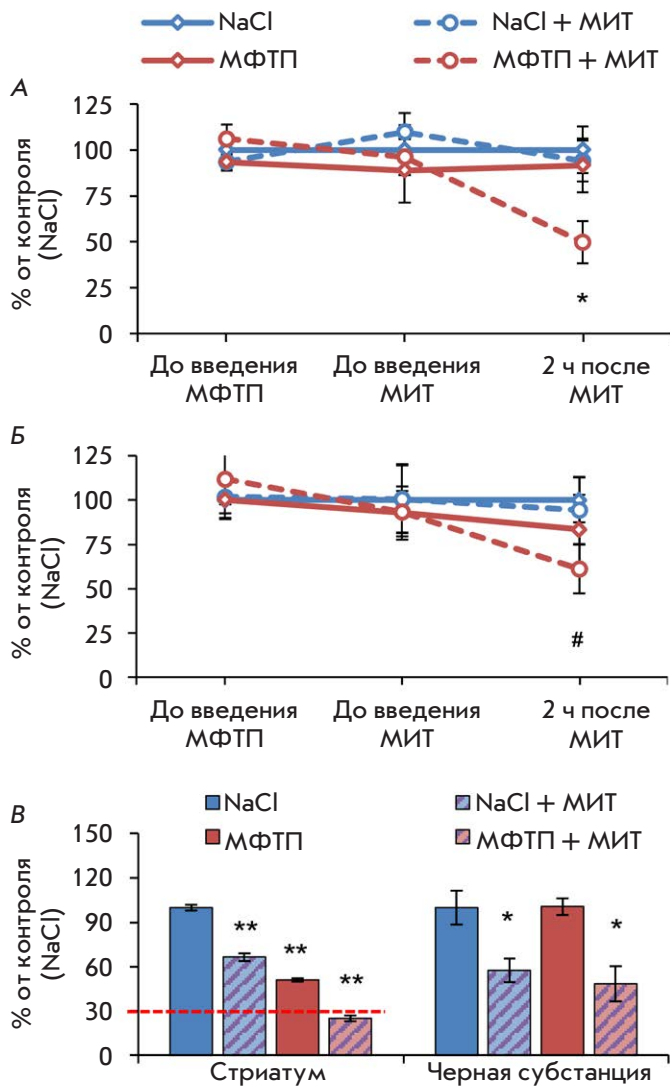 NaCl
NaCl + МИТ
МФТП
МФТП + МИТ
А
% от контроля
(NaCl)
125
100
75
50
25
0
*
До введения
МФТП
До введения
МИТ
2 ч после
МИТ
Б
% от контроля
(NaCl)
125
100
75
50
25
0
#
До введения
МФТП
До введения
МИТ
2 ч после
МИТ
В
NaCl
NaCl + МИТ
МФТП
МФТП + МИТ
% от контроля
(NaCl)
150
120
90
60
30
0
**
**
**
*
*
Стриатум
Черная субстанция